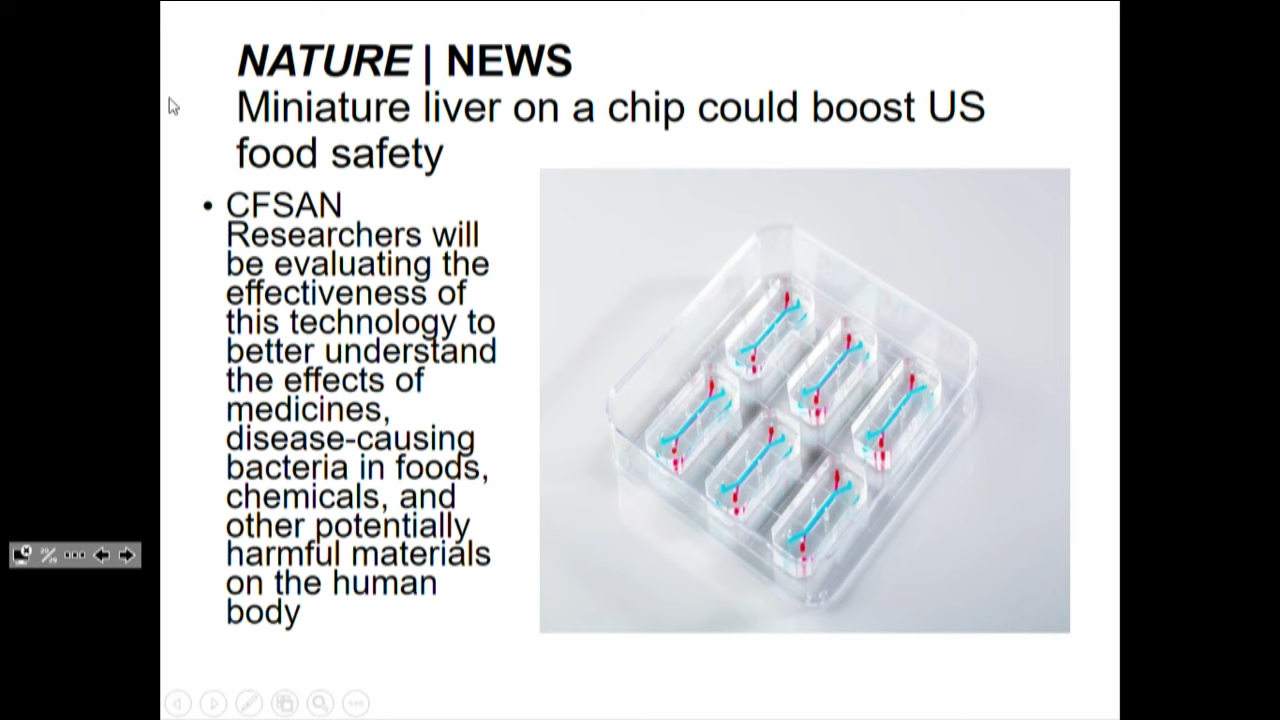 NATURE | NEWS
Miniature liver on a chip could boost US
food safety
• CFSAN
Researchers will
be evaluating the
effectiveness of
this technology to
better understand
the effects of
medicines,
disease-causing
bacteria in foods,
chemicals, and
other potentially
harmful materials
on the human
body